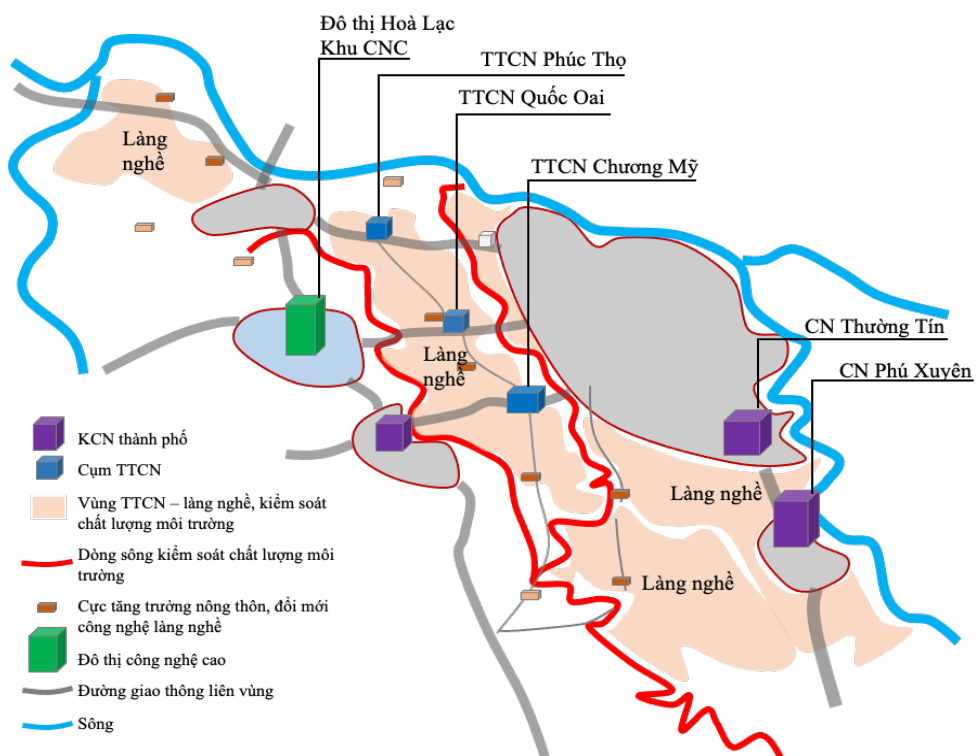 Đô thị Hoà Lạc
Khu CNC
TTCN Phúc Thọ
TTCN Quốc Oai
Làng
nghề
TTCN Chương Mỹ
CN Thường Tín
Làng
nghề
CN Phú Xuyên
KCN thành phố
Cụm TTCN
Vùng TTCN – làng nghề, kiểm soát
chất lượng môi trường
Làng nghề
Dòng sông kiểm soát chất lượng môi
trường
Làng nghề
Cực tăng trưởng nông thôn, đổi mới
công nghệ làng nghề
Đô thị công nghệ cao
Đường giao thông liên vùng
Sông